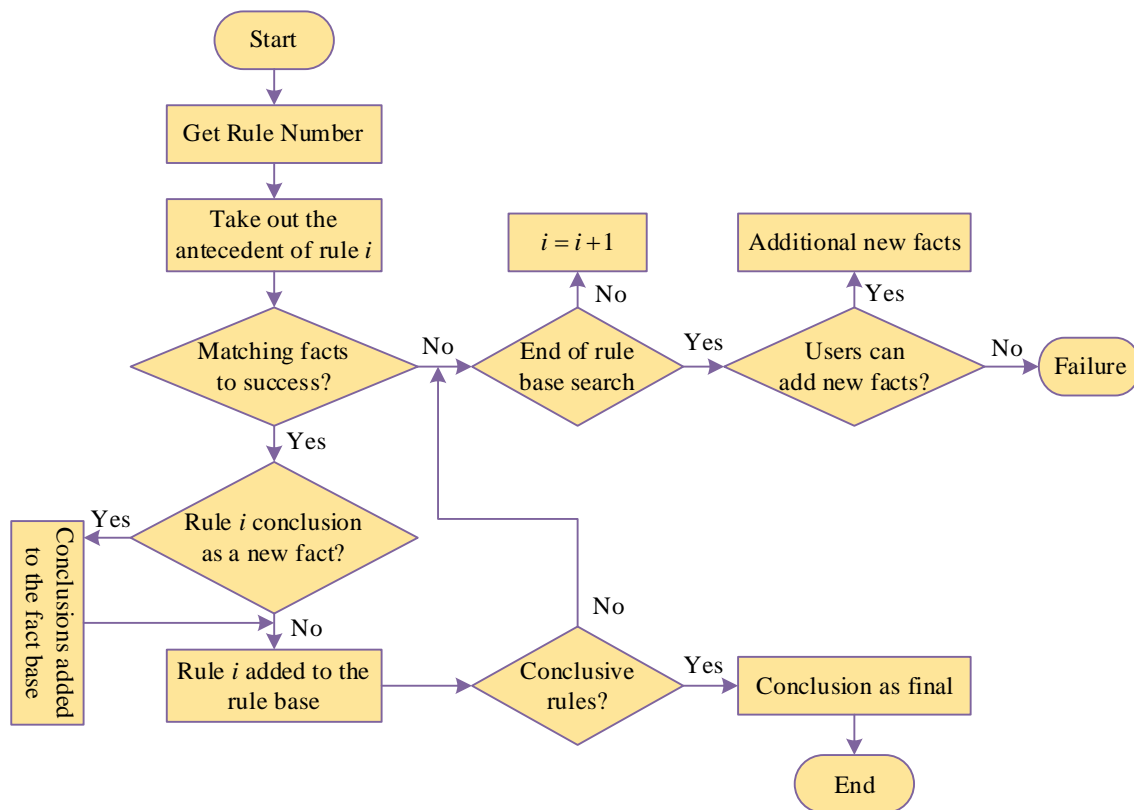 Start
Get Rule Number
Take out the
antecedent of rule i
i = i +1
Additional new facts
No
Yes
Matching facts
to success?
No
End of rule
base search
Yes
Users can
add new facts?
No
Failure
Yes
Rule i conclusion
as a new fact?
Yes
Conclusions added
to the fact base
No
No
Rule i added to the
rule base
Conclusive
rules?
Yes
Conclusion as final
End